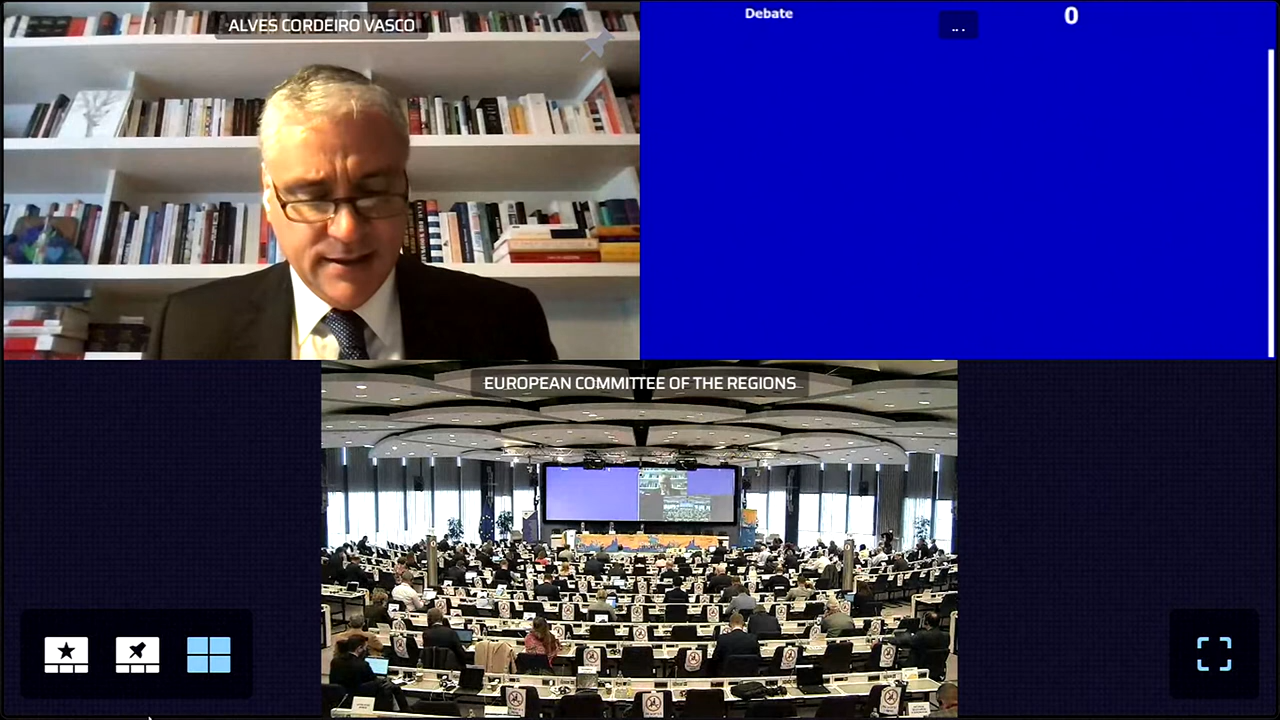 ALVES CORDEIRO VASCO
Debate
0
...
EUROPEAN COMMITTEE OF THE REGIONS